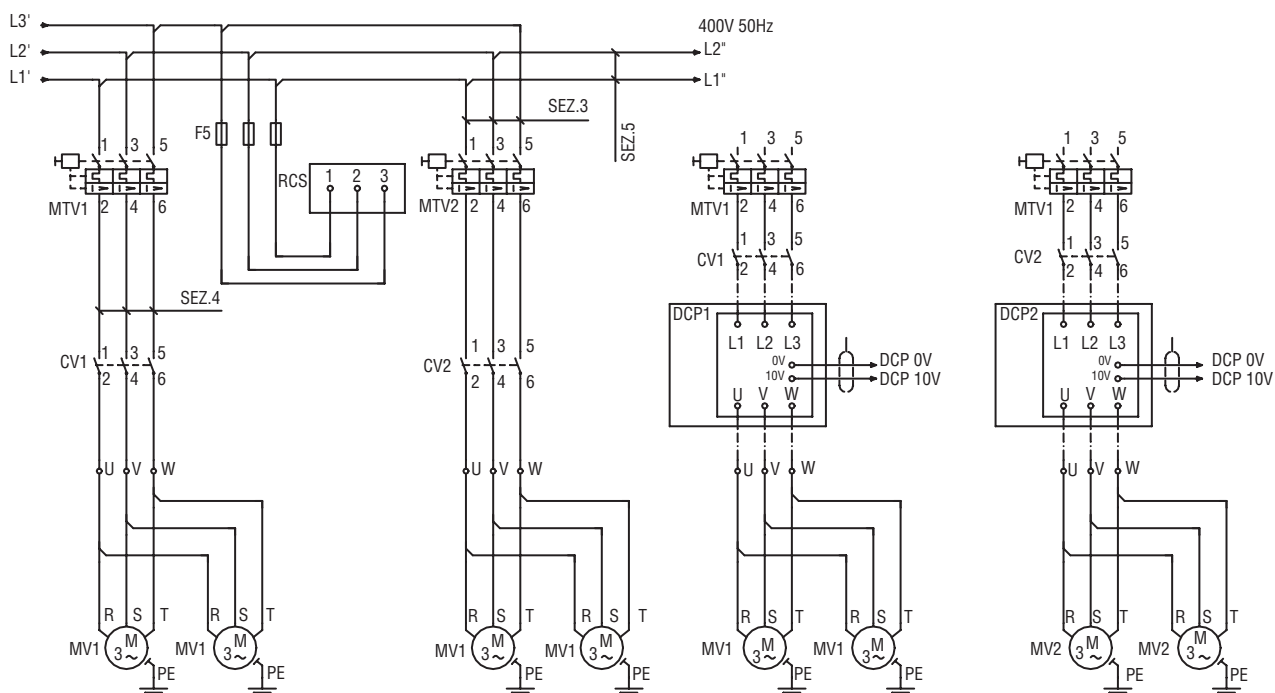 L3'
400V 50Hz
L2' L2"
L1' L1"
SEZ.3
SEZ.5
F5
1 3 5 1 3 5 1 3 5 1 3 5
RCS 1 2 3
MTV1 2 4 6 MTV2 2 4 6 MTV1 2 4 6 MTV1 2 4 6
1 3 5 1 3 5
CV1 2 4 6 CV2 2 4 6
SEZ.4
DCP1 DCP2
1 3 5 1 3 5 L1 L2 L3 L1 L2 L3
CV1 2 4 6 CV2 2 4 6
0V DCP 0V 0V DCP 0V
10V DCP 10V 10V DCP 10V
U V W U V W
U V W U V W U V W U V W
R S T R S T R S T R S T R S T R S T R S T R S T
MV1 M 3~ MV1 M 3~ MV1 M 3~ MV1 M 3~ MV1 M 3~ MV1 M 3~ MV2 M 3~ MV2 M 3~
PE PE PE PE PE PE PE PE